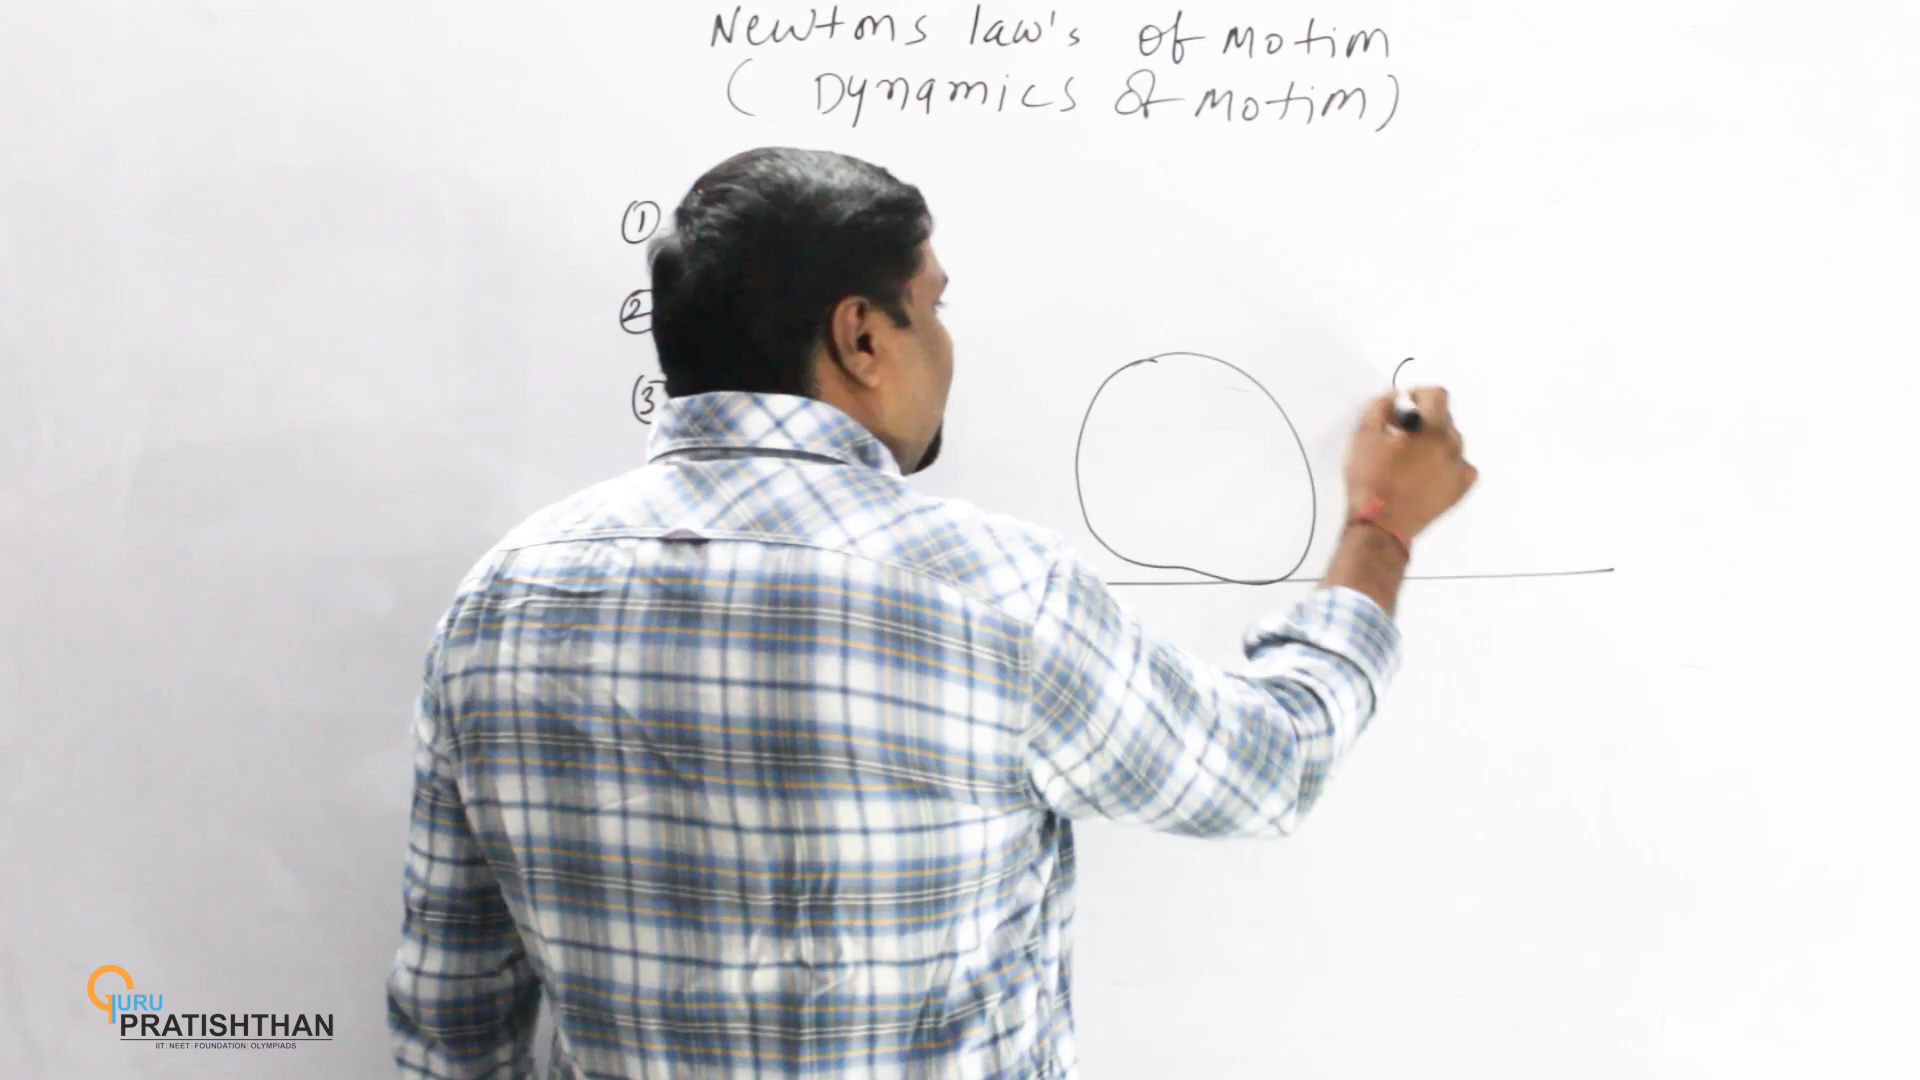 Newtons law's of Motion
( Dynamics of Motion)
1
2
3
GURU
PRATISHTHAN
IIT | NEET | FOUNDATION | OLYMPIADS